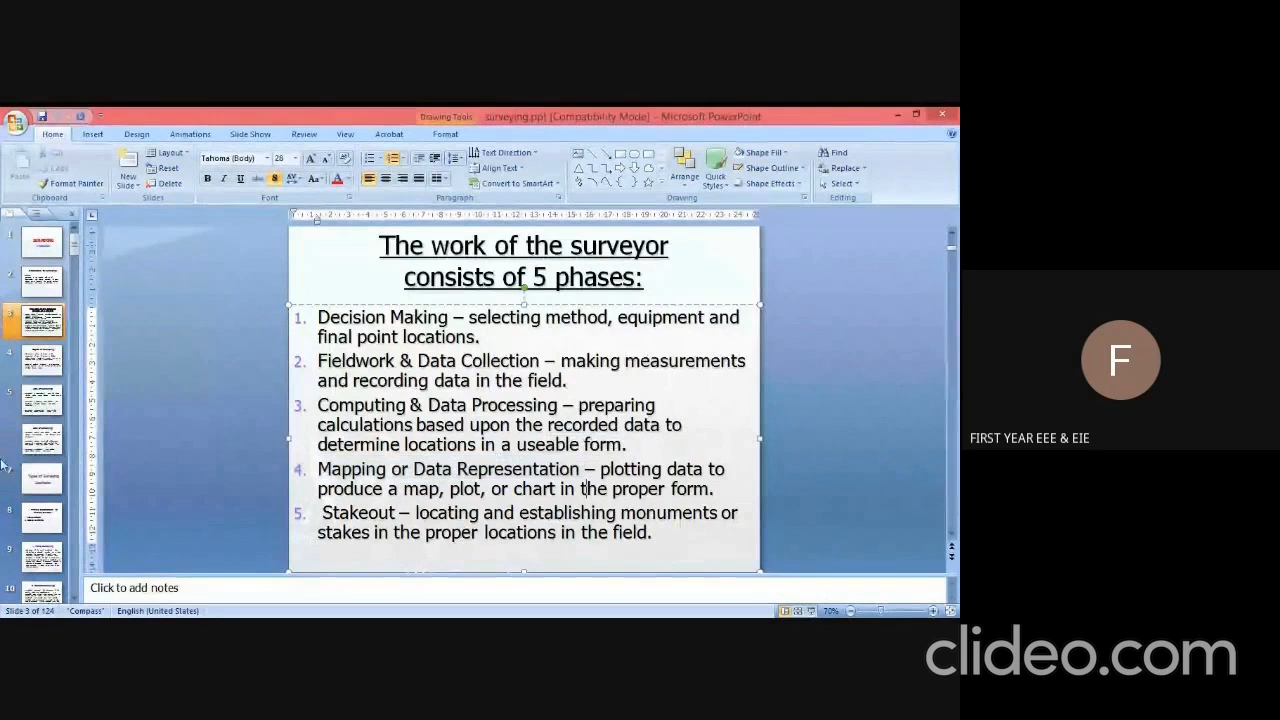 Drawing Tools
surveying.ppt [Compatibility Mode] – Microsoft PowerPoint
Home Insert Design Animations Slide Show Review View Acrobat Format
Paste
Format Painter
Clipboard
New Slide
Layout
Reset
Delete
Slides
Tahoma (Body) 28
B I U abc S AV Aa A
Font
Text Direction
Align Text
Convert to SmartArt
Paragraph
Arrange
Quick Styles
Shape Fill
Shape Outline
Shape Effects
Drawing
Find
Replace
Select
Editing
The work of the surveyor
consists of 5 phases:
1. Decision Making – selecting method, equipment and
final point locations.
2. Fieldwork & Data Collection – making measurements
and recording data in the field.
3. Computing & Data Processing – preparing
calculations based upon the recorded data to
determine locations in a useable form.
4. Mapping or Data Representation – plotting data to
produce a map, plot, or chart in the proper form.
5. Stakeout – locating and establishing monuments or
stakes in the proper locations in the field.
Click to add notes
Slide 3 of 124 "Compass" English (United States) 70%
F
FIRST YEAR EEE & EIE
clideo.com